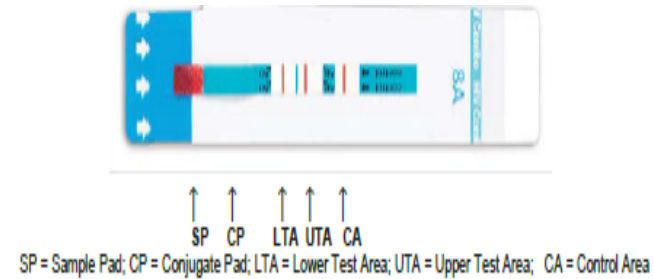 8A
SP CP LTA UTA CA
SP = Sample Pad; CP = Conjugate Pad; LTA = Lower Test Area; UTA = Upper Test Area; CA = Control Area